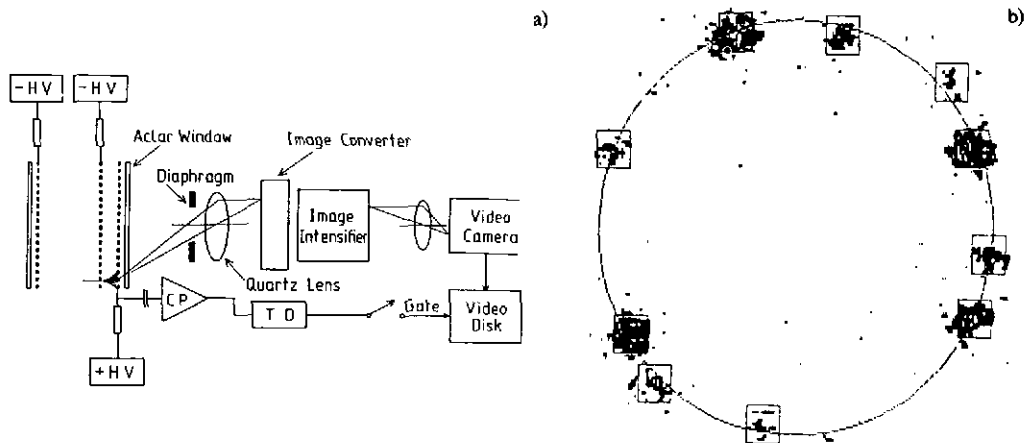 a)
b)
-HV
-HV
Aclar Window
Image Converter
Diaphragm
Image
Intensifier
Video
Camera
Quartz Lens
CP
TD
Gate
Video
Disk
+HV